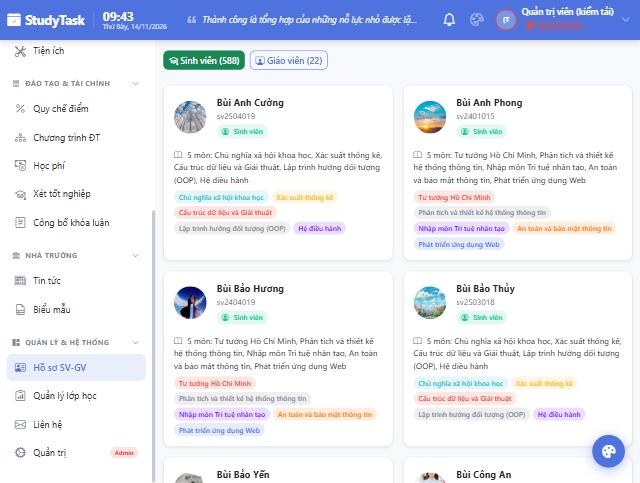 StudyTask
09:43
Thứ Bảy, 14/11/2026
Thành công là tổng hợp của những nỗ lực nhỏ được lặ...
Quản trị viên (kiểm tải)
Tiện ích
ĐÀO TẠO & TÀI CHÍNH
Quy chế điểm
Chương trình ĐT
Học phí
Xét tốt nghiệp
Công bố khóa luận
NHÀ TRƯỜNG
Tin tức
Biểu mẫu
QUẢN LÝ & HỆ THỐNG
Hồ sơ SV-GV
Quản lý lớp học
Liên hệ
Quản trị
Admin
Sinh viên (588)
Giáo viên (22)
Bùi Anh Cường
sv2504019
Sinh viên
5 môn: Chủ nghĩa xã hội khoa học, Xác suất thống kê,
Cấu trúc dữ liệu và Giải thuật, Lập trình hướng đối tượng
(OOP), Hệ điều hành
Chủ nghĩa xã hội khoa học
Xác suất thống kê
Cấu trúc dữ liệu và Giải thuật
Lập trình hướng đối tượng (OOP)
Hệ điều hành
Bùi Anh Phong
sv2401015
Sinh viên
5 môn: Tư tưởng Hồ Chí Minh, Phân tích và thiết kế
hệ thống thông tin, Nhập môn Trí tuệ nhân tạo, An toàn
và bảo mật thông tin, Phát triển ứng dụng Web
Tư tưởng Hồ Chí Minh
Phân tích và thiết kế hệ thống thông tin
Nhập môn Trí tuệ nhân tạo
An toàn và bảo mật thông tin
Phát triển ứng dụng Web
Bùi Bảo Hương
sv2404019
Sinh viên
5 môn: Tư tưởng Hồ Chí Minh, Phân tích và thiết kế
hệ thống thông tin, Nhập môn Trí tuệ nhân tạo, An toàn
và bảo mật thông tin, Phát triển ứng dụng Web
Tư tưởng Hồ Chí Minh
Phân tích và thiết kế hệ thống thông tin
Nhập môn Trí tuệ nhân tạo
An toàn và bảo mật thông tin
Phát triển ứng dụng Web
Bùi Bảo Thủy
sv2503018
Sinh viên
5 môn: Chủ nghĩa xã hội khoa học, Xác suất thống kê,
Cấu trúc dữ liệu và Giải thuật, Lập trình hướng đối tượng
(OOP), Hệ điều hành
Chủ nghĩa xã hội khoa học
Xác suất thống kê
Cấu trúc dữ liệu và Giải thuật
Lập trình hướng đối tượng (OOP)
Hệ điều hành
Bùi Bảo Yến
Bùi Công An